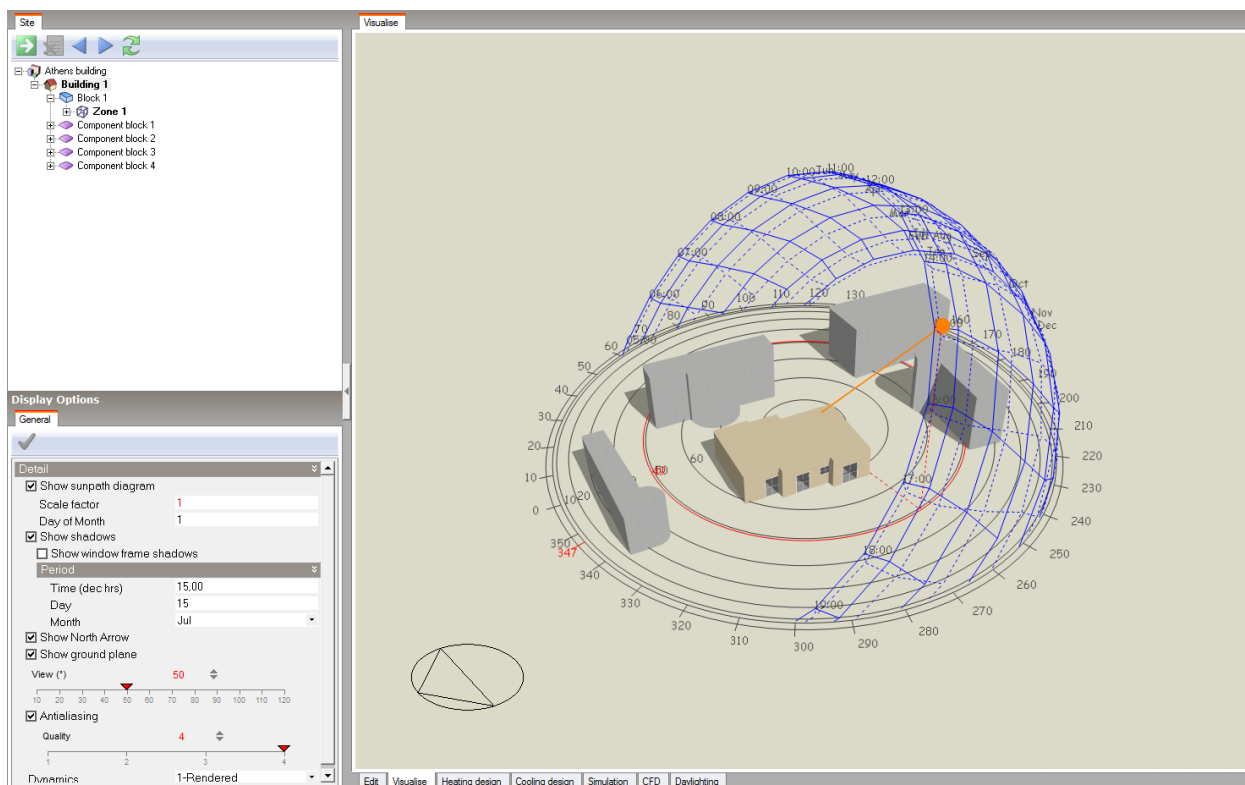 Site
Athens building
Building 1
Block 1
Zone 1
Component block 1
Component block 2
Component block 3
Component block 4
Display Options
General
Detail
Show sunpath diagram
Scale factor 1
Day of Month 1
Show shadows
Show window frame shadows
Period
Time (dec hrs) 15,00
Day 15
Month Jul
Show North Arrow
Show ground plane
View (°) 50
10 20 30 40 50 60 70 80 90 100 110 120
Antialiasing
Quality 4
1 2 3 4
Dynamics 1-Rendered
Visualise
10:00 11:00
12:00
09:00
08:00
07:00
06:00
14:00
Sep
Oct
Nov
Dec
17:00
18:00
19:00
0
10
20
30
40
50
60
70
80
90
100
110
120
130
160
170
180
190
200
210
220
230
240
250
260
270
280
290
300
310
320
330
340
347
350
10 20
60
Edit Visualise Heating design Cooling design Simulation CFD Daylighting